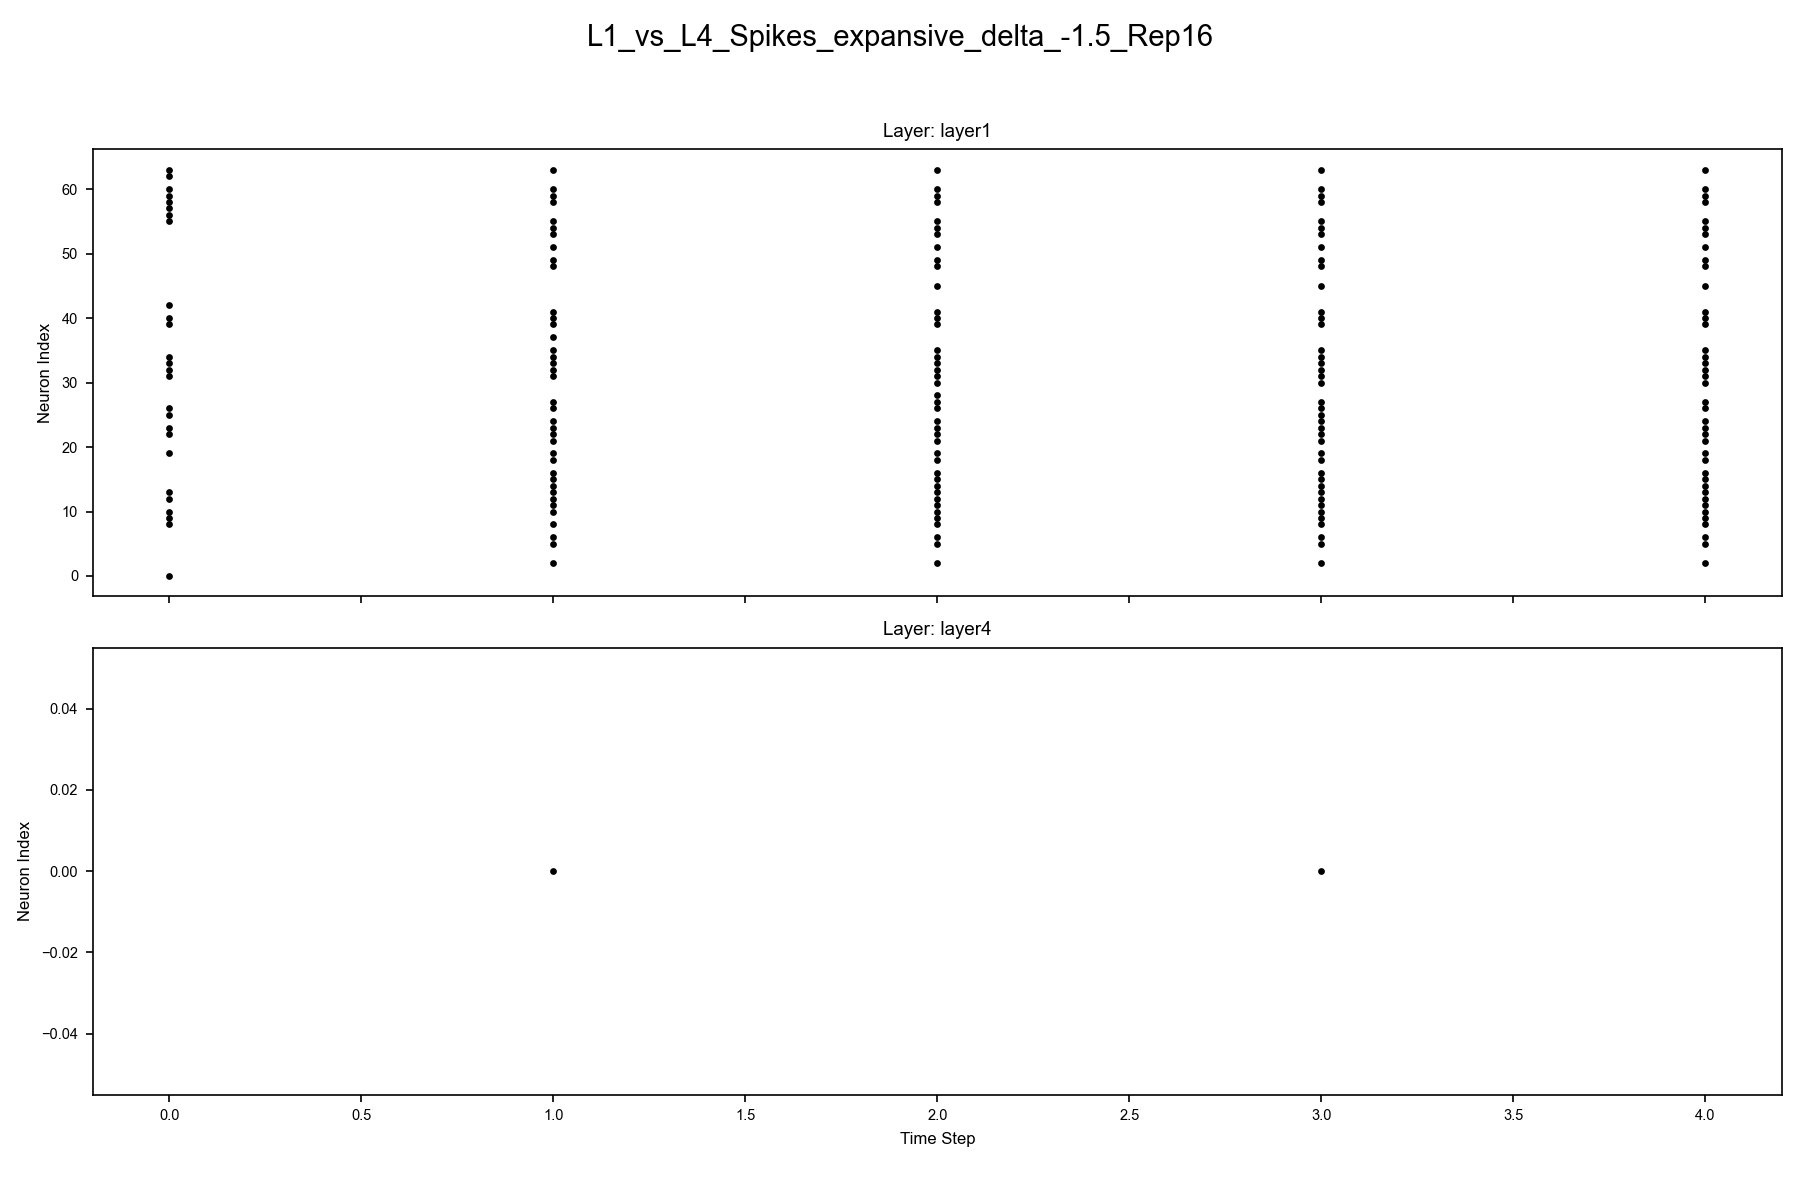 L1_vs_L4_Spikes_expansive_delta_-1.5_Rep16
Layer: layer1
Neuron Index
60
50
40
30
20
10
0
Layer: layer4
Neuron Index
0.04
0.02
0.00
−0.02
−0.04
0.0 0.5 1.0 1.5 2.0 2.5 3.0 3.5 4.0
Time Step